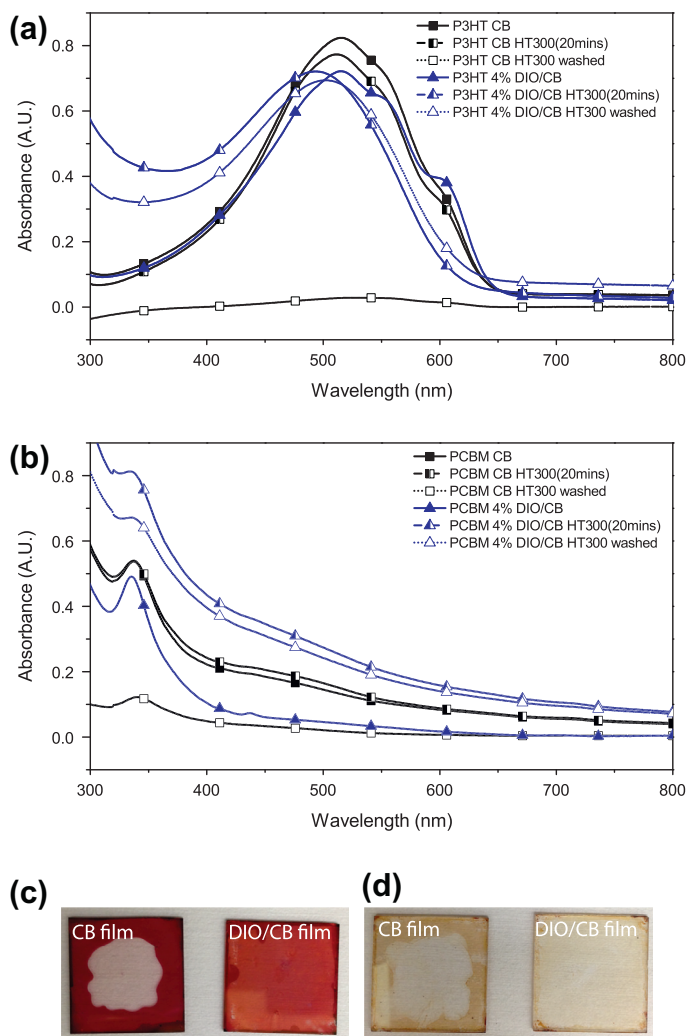 (a)
P3HT CB
P3HT CB HT300(20mins)
P3HT CB HT300 washed
P3HT 4% DIO/CB
P3HT 4% DIO/CB HT300(20mins)
P3HT 4% DIO/CB HT300 washed
0.8
0.6
0.4
0.2
0.0
Absorbance (A.U.)
300 400 500 600 700 800
Wavelength (nm)
(b)
PCBM CB
PCBM CB HT300(20mins)
PCBM CB HT300 washed
PCBM 4% DIO/CB
PCBM 4% DIO/CB HT300(20mins)
PCBM 4% DIO/CB HT300 washed
0.8
0.6
0.4
0.2
0.0
Absorbance (A.U.)
300 400 500 600 700 800
Wavelength (nm)
(c)
CB film DIO/CB film
(d)
CB film DIO/CB film